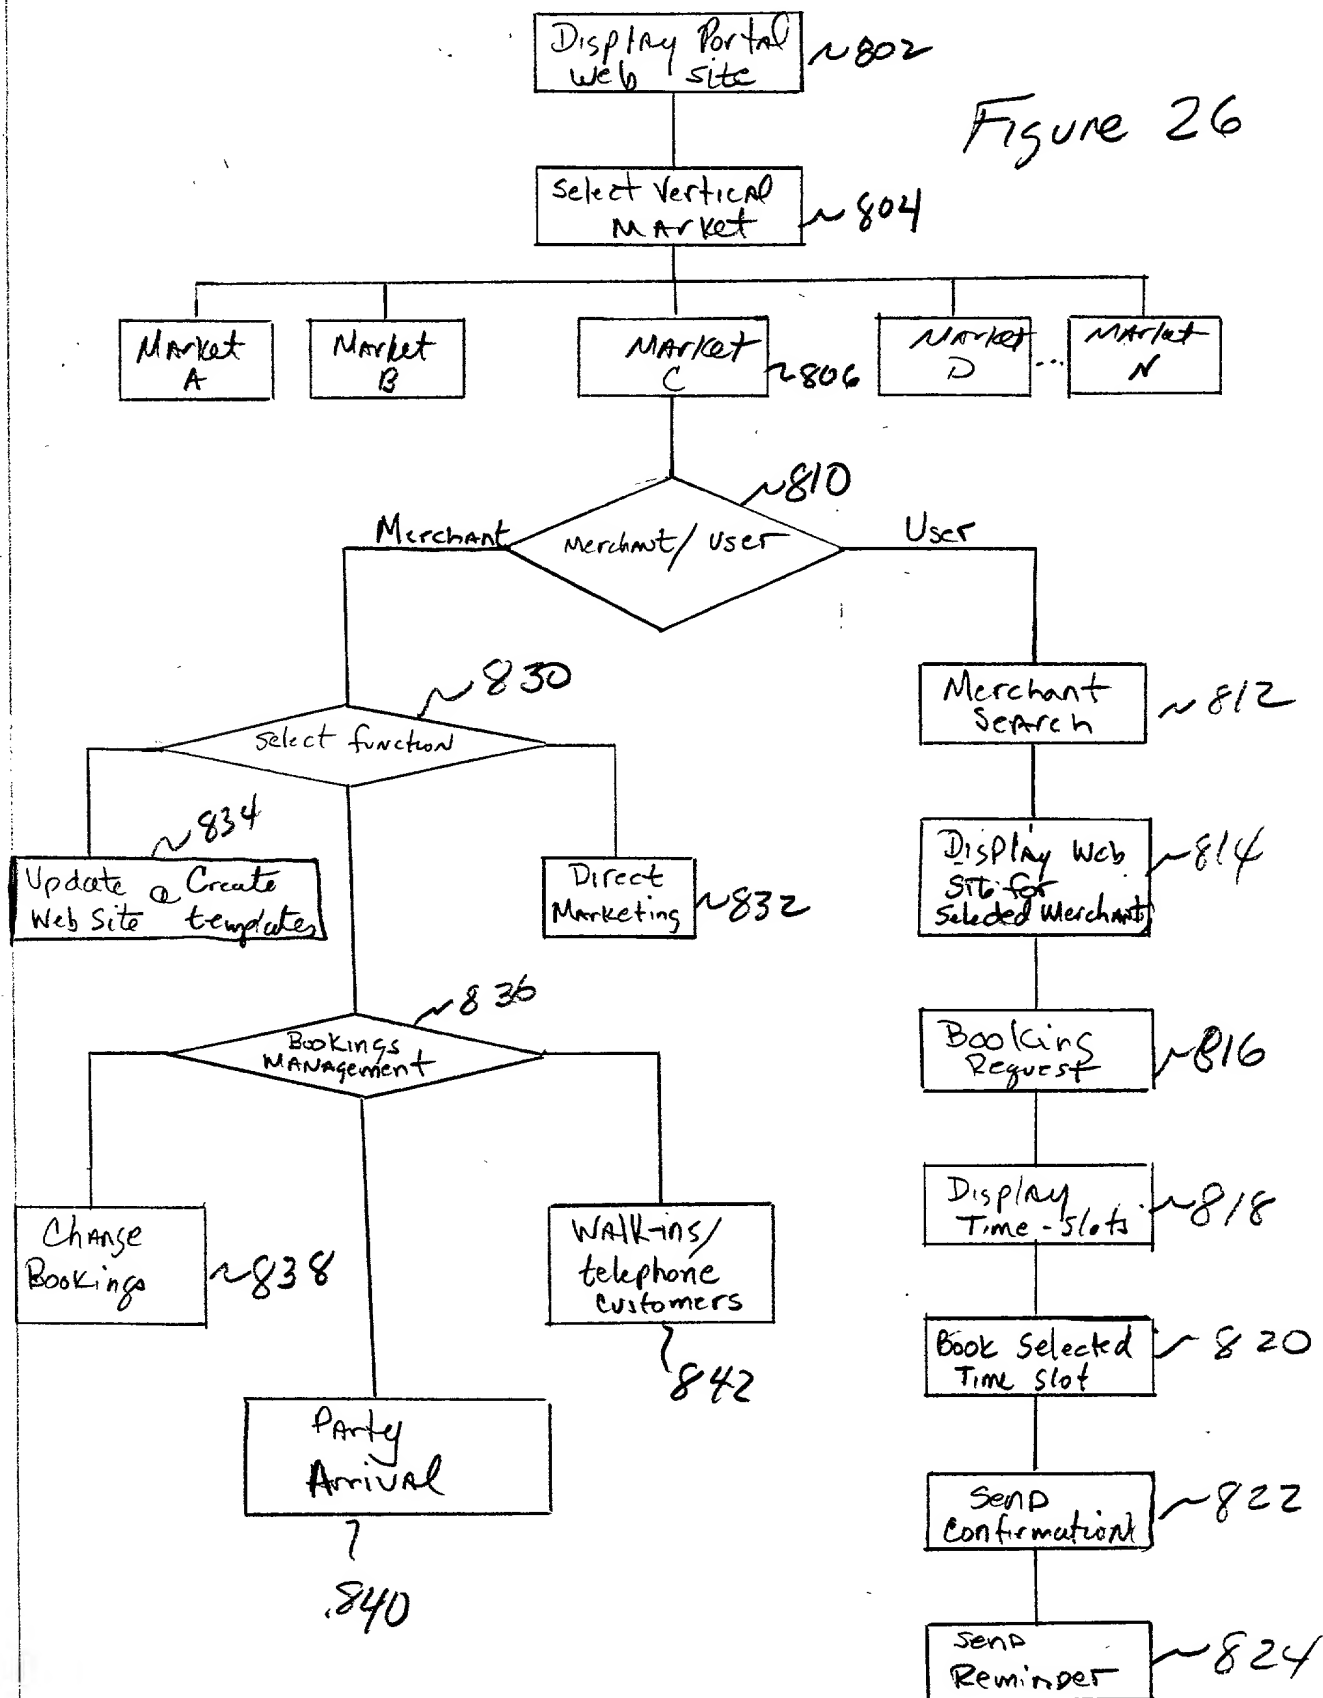 Display Portal
Web Site
~802
Figure 26
Select Vertical
Market
~804
Market
A
Market
B
Market
C
~806
Market
D
...
Market
N
~810
Merchant
Merchant/User
User
~830
Select function
Merchant
Search
~812
~834
Update @ Create
Web Site templates
Direct
Marketing
~832
Display Web
Site for
Selected Merchant
~814
~836
Bookings
Management
Booking
Request
~816
Change
Bookings
~838
Walk-ins/
telephone
Customers
842
Display
Time-Slots
~818
Book Selected
Time Slot
~820
Party
Arrival
840
Send
Confirmation
~822
Send
Reminder
~824